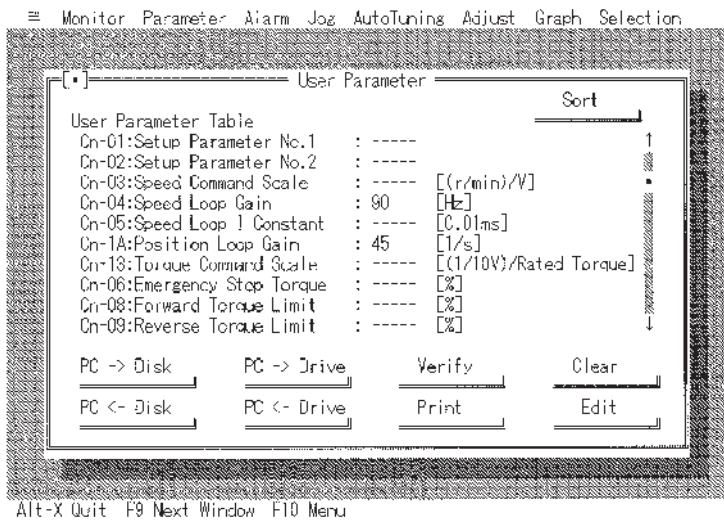 ≡ Monitor Parameter Alarm Jog AutoTuning Adjust Graph Selection
[▪] User Parameter
Sort
User Parameter Table
Cn-01:Setup Parameter No.1 : -----
Cn-02:Setup Parameter No.2 : -----
Cn-03:Speed Command Scale : ----- [(r/min)/V]
Cn-04:Speed Loop Gain : 90 [Hz]
Cn-05:Speed Loop I Constant : ----- [0.01ms]
Cn-1A:Position Loop Gain : 45 [1/s]
Cn-13:Torque Command Scale : ----- [(1/10V)/Rated Torque]
Cn-06:Emergency Stop Torque : ----- [%]
Cn-08:Forward Torque Limit : ----- [%]
Cn-09:Reverse Torque Limit : ----- [%]
PC -> Disk PC -> Drive Verify Clear
PC <- Disk PC <- Drive Print Edit
Alt-X Quit F9 Next Window F10 Menu